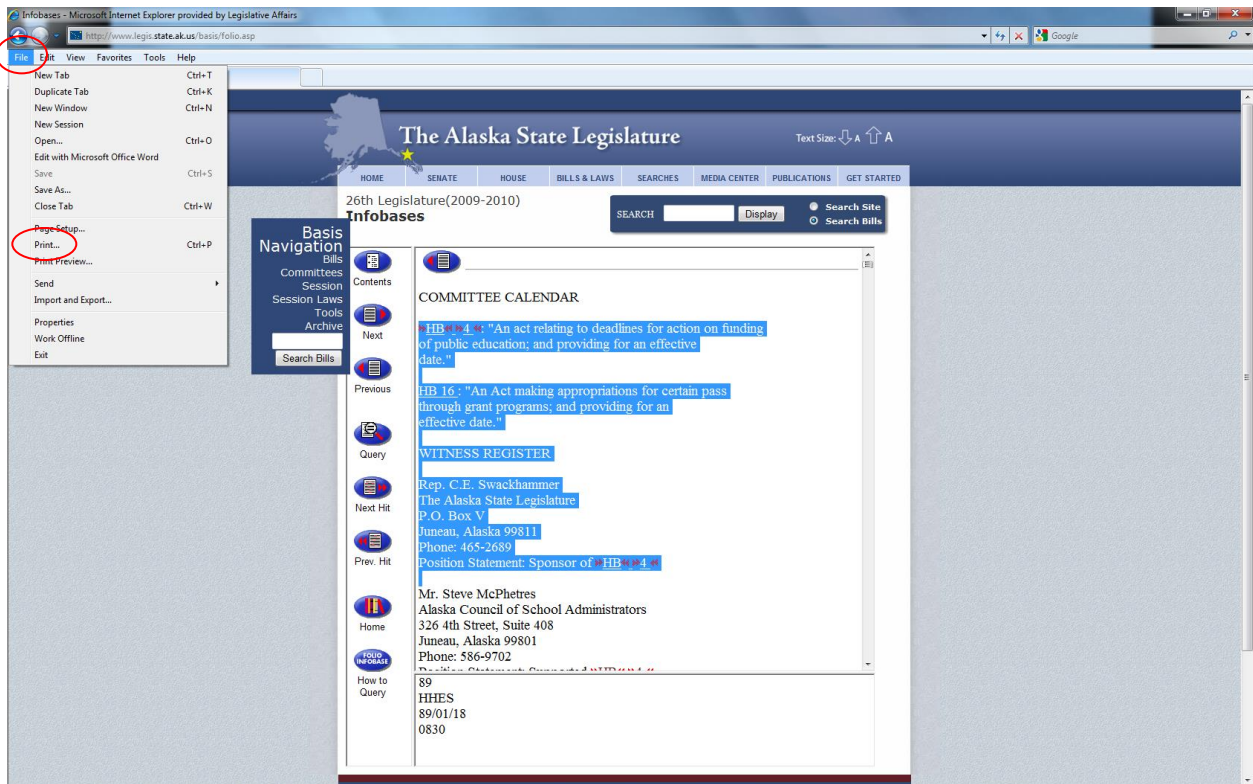 Infobases - Microsoft Internet Explorer provided by Legislative Affairs
http://www.legis.state.ak.us/basis/folio.asp
Google
File Edit View Favorites Tools Help
New Tab Ctrl+T
Duplicate Tab Ctrl+K
New Window Ctrl+N
New Session
Open... Ctrl+O
Edit with Microsoft Office Word
Save Ctrl+S
Save As...
Close Tab Ctrl+W
Page Setup...
Print... Ctrl+P
Print Preview...
Send
Import and Export...
Properties
Work Offline
Exit
The Alaska State Legislature
Text Size: A A
HOME SENATE HOUSE BILLS & LAWS SEARCHES MEDIA CENTER PUBLICATIONS GET STARTED
26th Legislature(2009-2010)
Infobases
SEARCH Display
Search Site
Search Bills
Basis
Navigation
Bills
Committees
Session
Session Laws
Tools
Archive
Search Bills
Contents
Next
Previous
Query
Next Hit
Prev. Hit
Home
FOLIO
INFOBASE
How to
Query
COMMITTEE CALENDAR
»HB« »4 «: "An act relating to deadlines for action on funding
of public education; and providing for an effective
date."
HB 16 : "An Act making appropriations for certain pass
through grant programs; and providing for an
effective date."
WITNESS REGISTER
Rep. C.E. Swackhammer
The Alaska State Legislature
P.O. Box V
Juneau, Alaska 99811
Phone: 465-2689
Position Statement: Sponsor of »HB« »4 «
Mr. Steve McPhetres
Alaska Council of School Administrators
326 4th Street, Suite 408
Juneau, Alaska 99801
Phone: 586-9702
Position Statement: Supported »HB« »4 «
89
HHES
89/01/18
0830